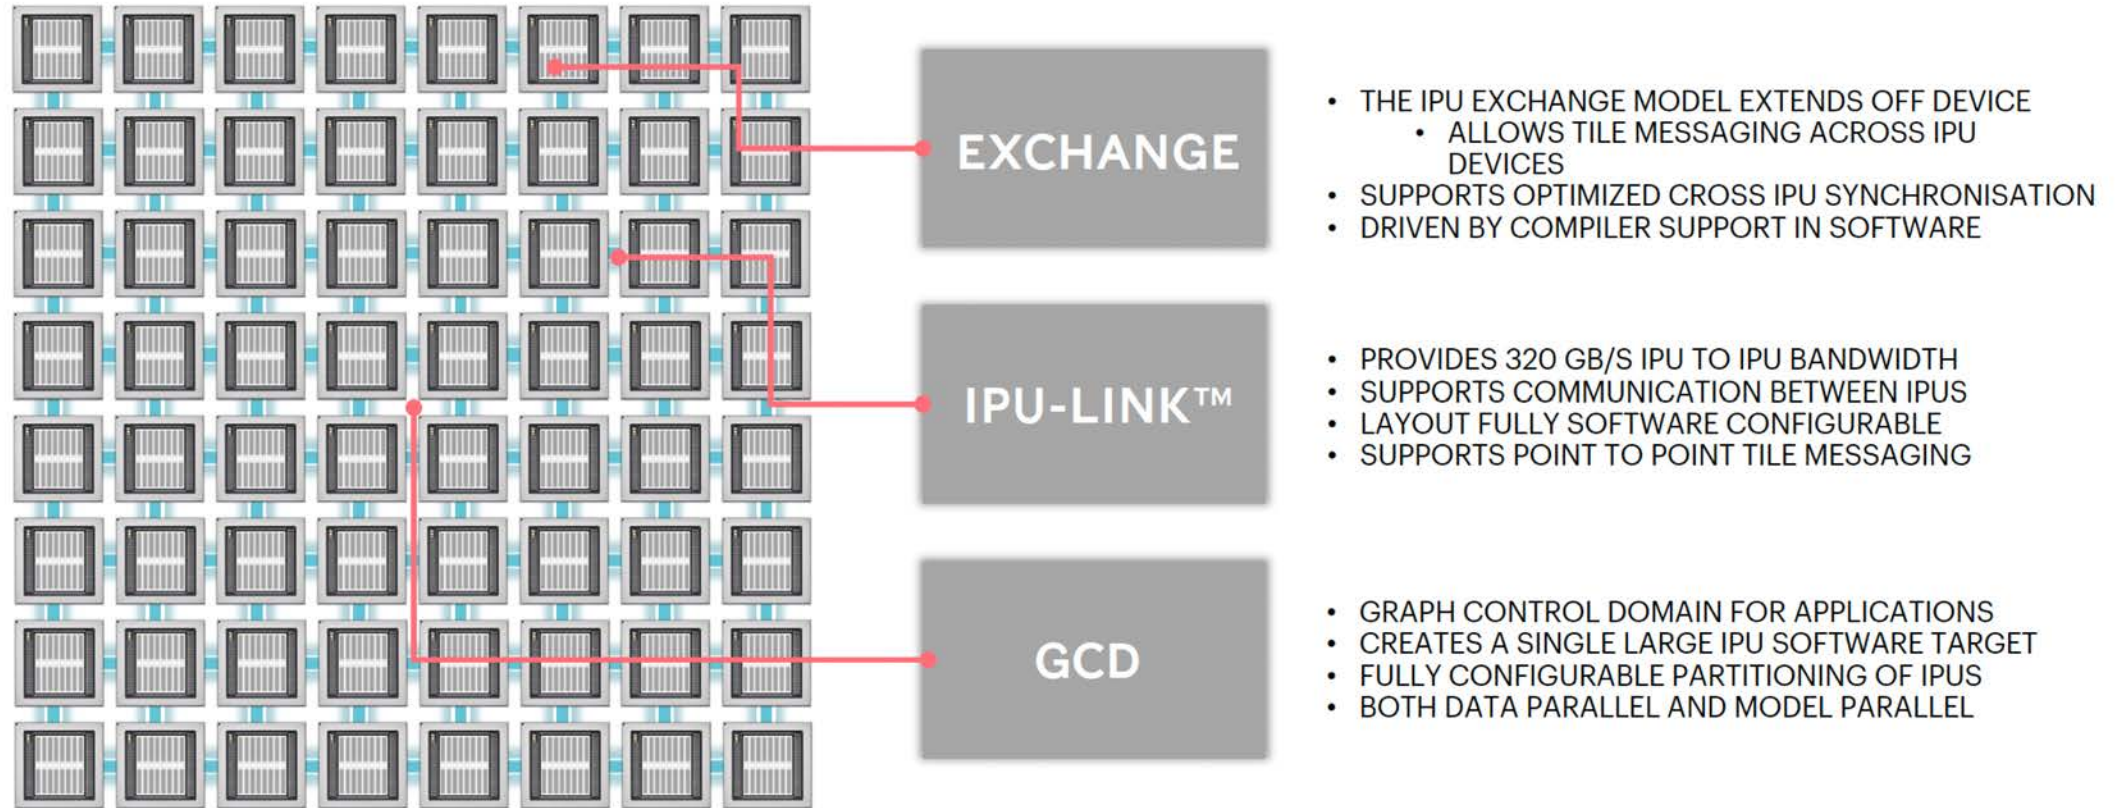 EXCHANGE
• THE IPU EXCHANGE MODEL EXTENDS OFF DEVICE
• ALLOWS TILE MESSAGING ACROSS IPU
DEVICES
• SUPPORTS OPTIMIZED CROSS IPU SYNCHRONISATION
• DRIVEN BY COMPILER SUPPORT IN SOFTWARE
IPU-LINK™
• PROVIDES 320 GB/S IPU TO IPU BANDWIDTH
• SUPPORTS COMMUNICATION BETWEEN IPUS
• LAYOUT FULLY SOFTWARE CONFIGURABLE
• SUPPORTS POINT TO POINT TILE MESSAGING
GCD
• GRAPH CONTROL DOMAIN FOR APPLICATIONS
• CREATES A SINGLE LARGE IPU SOFTWARE TARGET
• FULLY CONFIGURABLE PARTITIONING OF IPUS
• BOTH DATA PARALLEL AND MODEL PARALLEL